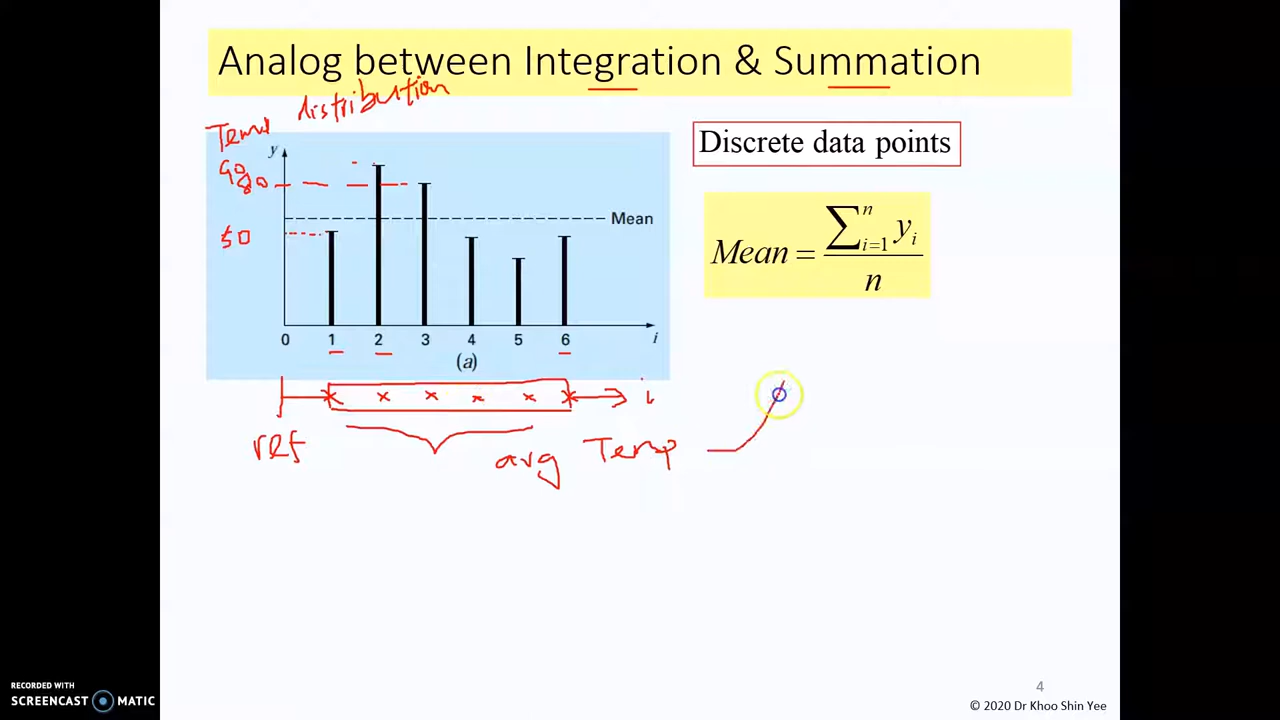 Analog between Integration & Summation
Temp distribution
Discrete data points
y
90
80
50
Mean
0 1 2 3 4 5 6 i
(a)
Mean = ∑ⁿᵢ₌₁ yᵢ / n
i
ref
avg Temp
RECORDED WITH
SCREENCAST MATIC
4
© 2020 Dr Khoo Shin Yee